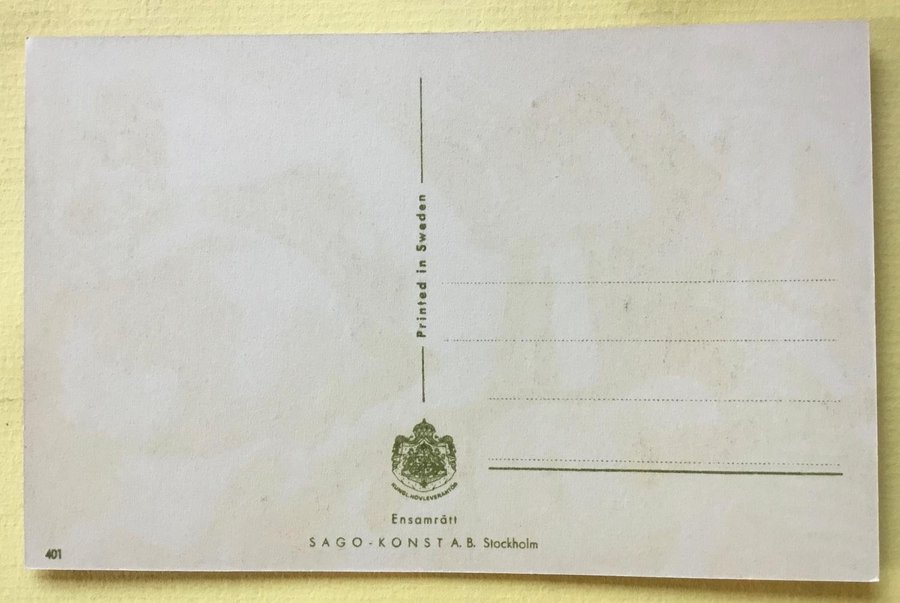 Printed in Sweden
KUNGL. HOVLEVERANTÖR
Ensamrätt
SAGO-KONST A.B. Stockholm
401